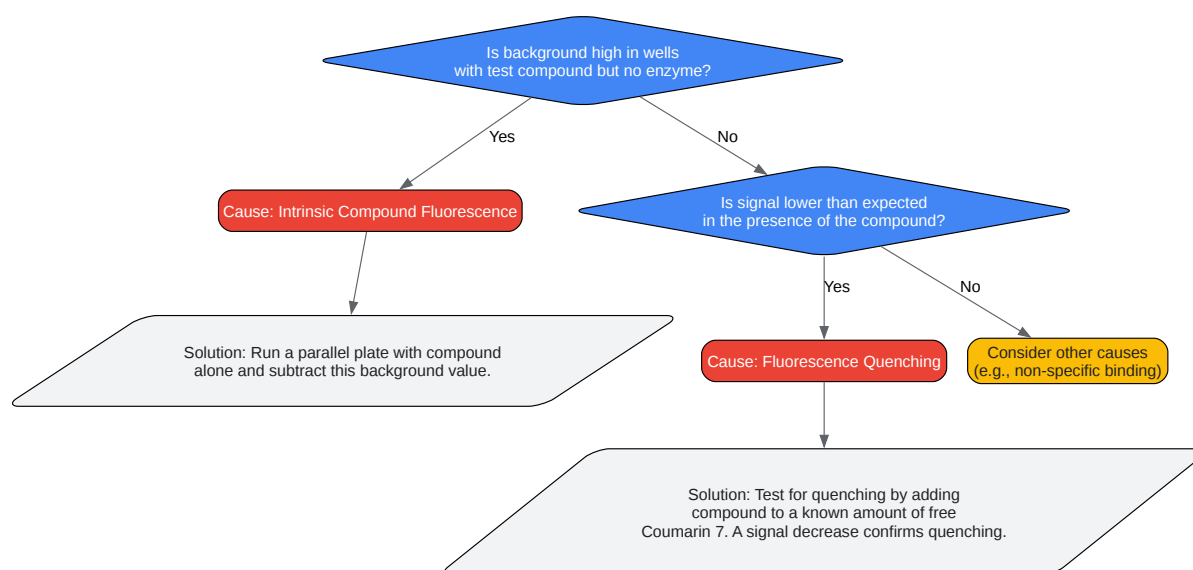 Is background high in wells
with test compound but no enzyme?
Yes
No
Cause: Intrinsic Compound Fluorescence
Is signal lower than expected
in the presence of the compound?
Yes
No
Solution: Run a parallel plate with compound
alone and subtract this background value.
Cause: Fluorescence Quenching
Consider other causes
(e.g., non-specific binding)
Solution: Test for quenching by adding
compound to a known amount of free
Coumarin 7. A signal decrease confirms quenching.